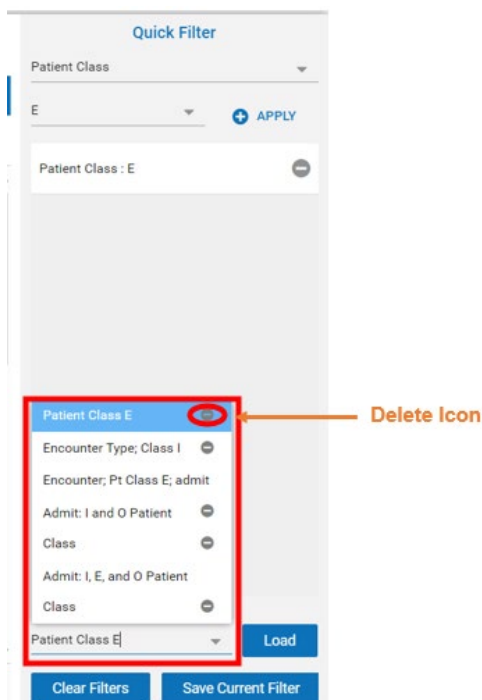 Quick Filter
Patient Class
E
APPLY
Patient Class : E
Patient Class E
Delete Icon
Encounter Type; Class I
Encounter; Pt Class E; admit
Admit: I and O Patient
Class
Admit: I, E, and O Patient
Class
Patient Class E
Load
Clear Filters
Save Current Filter